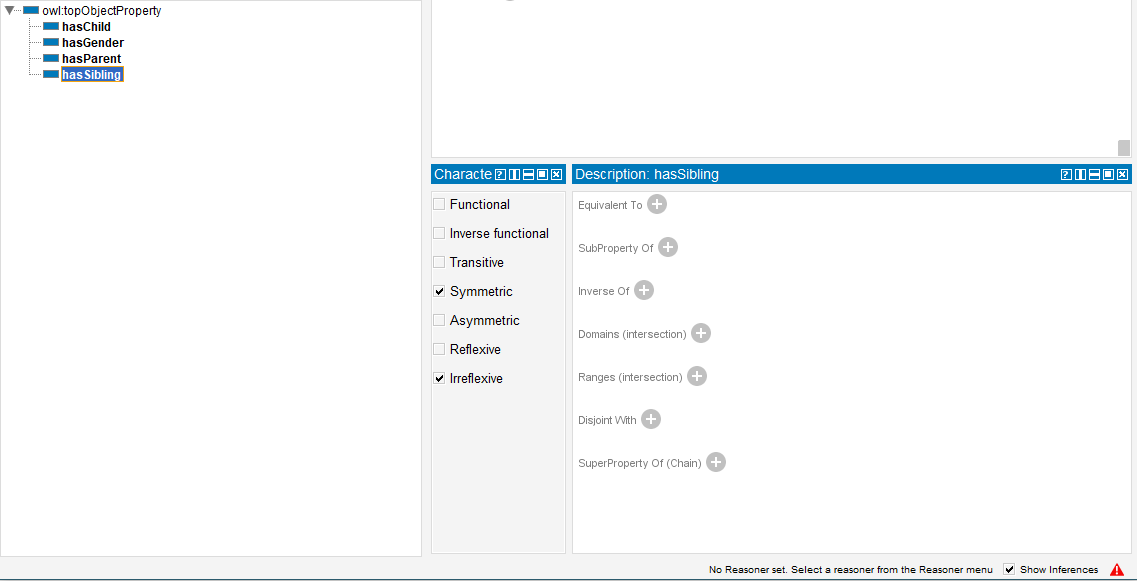 owl:topObjectProperty
hasChild
hasGender
hasParent
hasSibling
Characte
Description: hasSibling
Functional
Inverse functional
Transitive
Symmetric
Asymmetric
Reflexive
Irreflexive
Equivalent To
SubProperty Of
Inverse Of
Domains (intersection)
Ranges (intersection)
Disjoint With
SuperProperty Of (Chain)
No Reasoner set. Select a reasoner from the Reasoner menu
Show Inferences